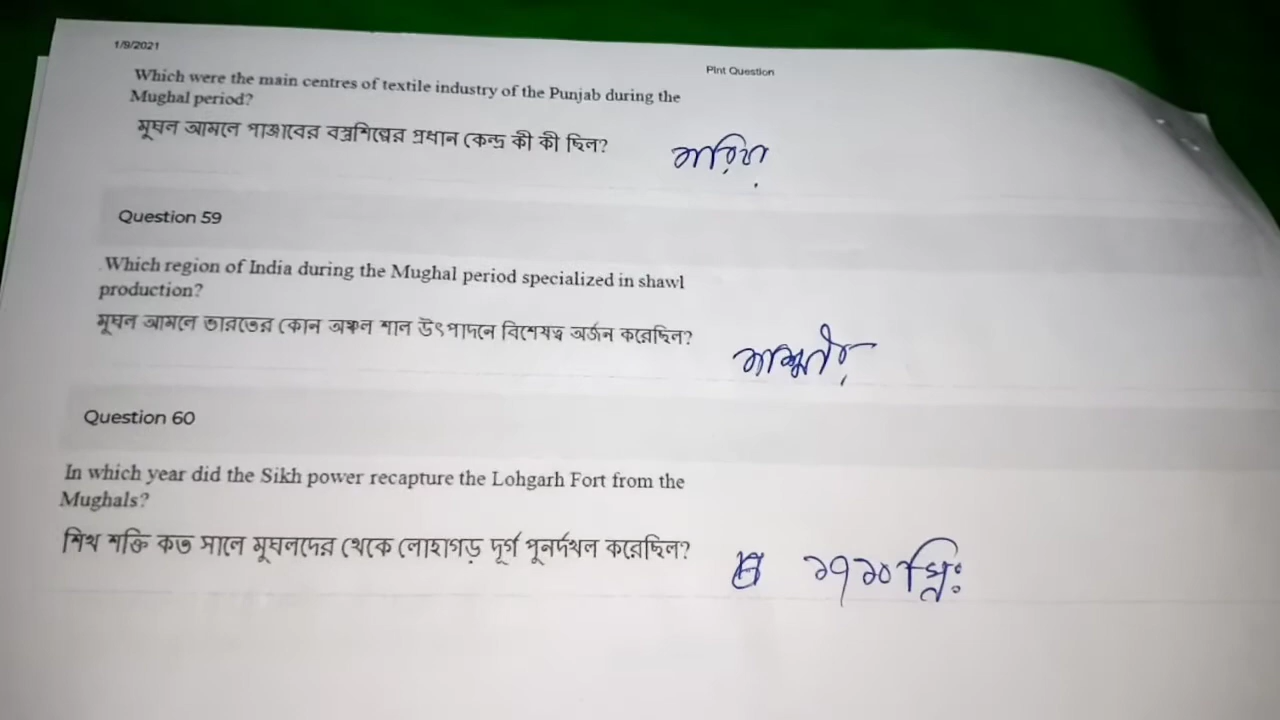 1/9/2021
Pint Question
Which were the main centres of textile industry of the Punjab during the
Mughal period?
মুঘল আমলে পাঞ্জাবের বস্ত্রশিল্পের প্রধান কেন্দ্র কী কী ছিল?
Question 59
Which region of India during the Mughal period specialized in shawl
production?
মুঘল আমলে ভারতের কোন অঞ্চল শাল উৎপাদনে বিশেষত্ব অর্জন করেছিল?
কাশ্মীর
Question 60
In which year did the Sikh power recapture the Lohgarh Fort from the
Mughals?
শিখ শক্তি কত সালে মুঘলদের থেকে লোহাগড় দূর্গ পুনর্দখল করেছিল?
১৭১০ খ্রিঃ